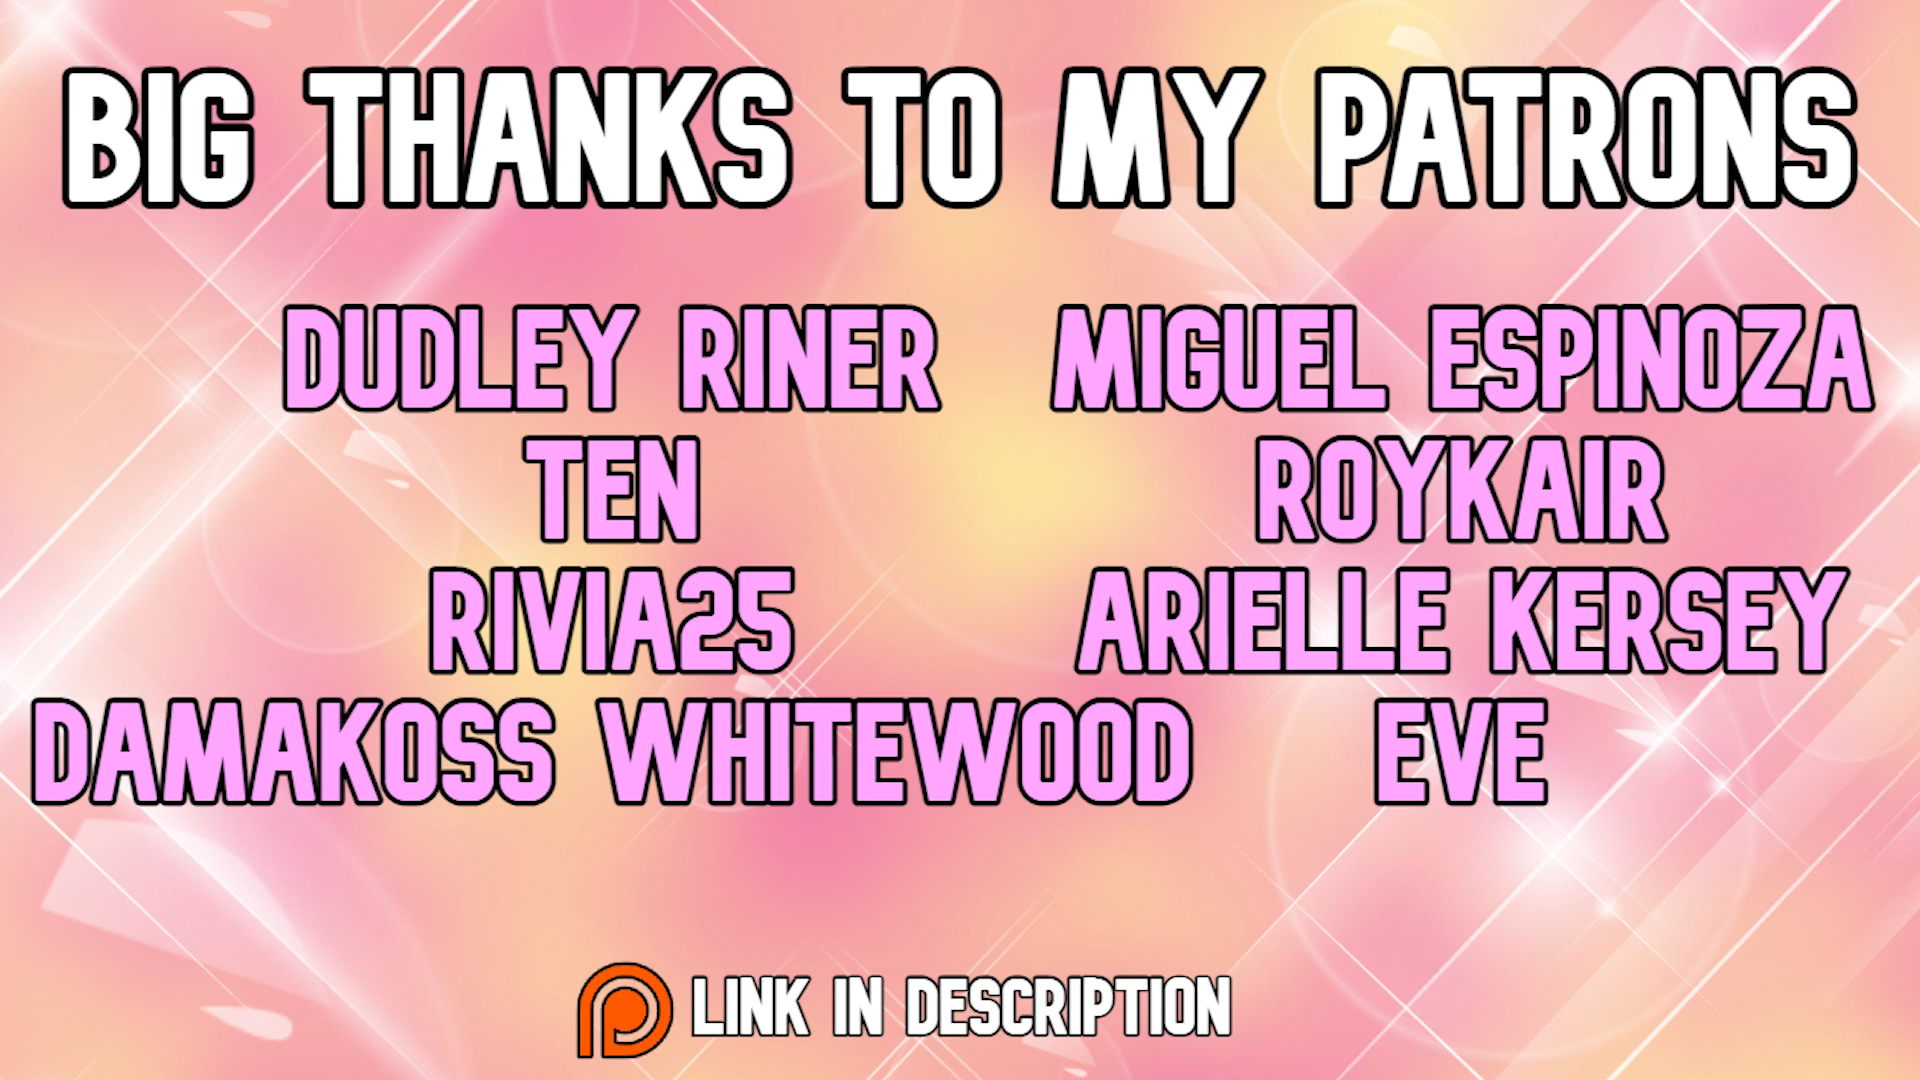 BIG THANKS TO MY PATRONS
DUDLEY RINER MIGUEL ESPINOZA
TEN ROYKAIR
RIVIA25 ARIELLE KERSEY
DAMAKOSS WHITEWOOD EVE
LINK IN DESCRIPTION